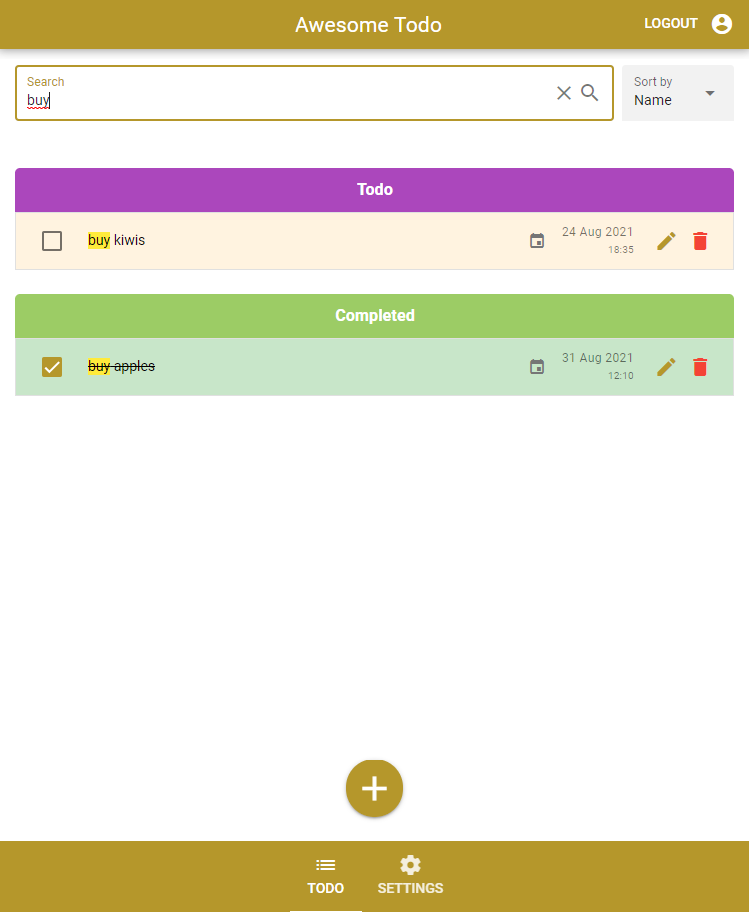 Awesome Todo
LOGOUT
Search
buy
Sort by
Name
Todo
buy kiwis
24 Aug 2021
18:35
Completed
buy apples
31 Aug 2021
12:10
TODO
SETTINGS